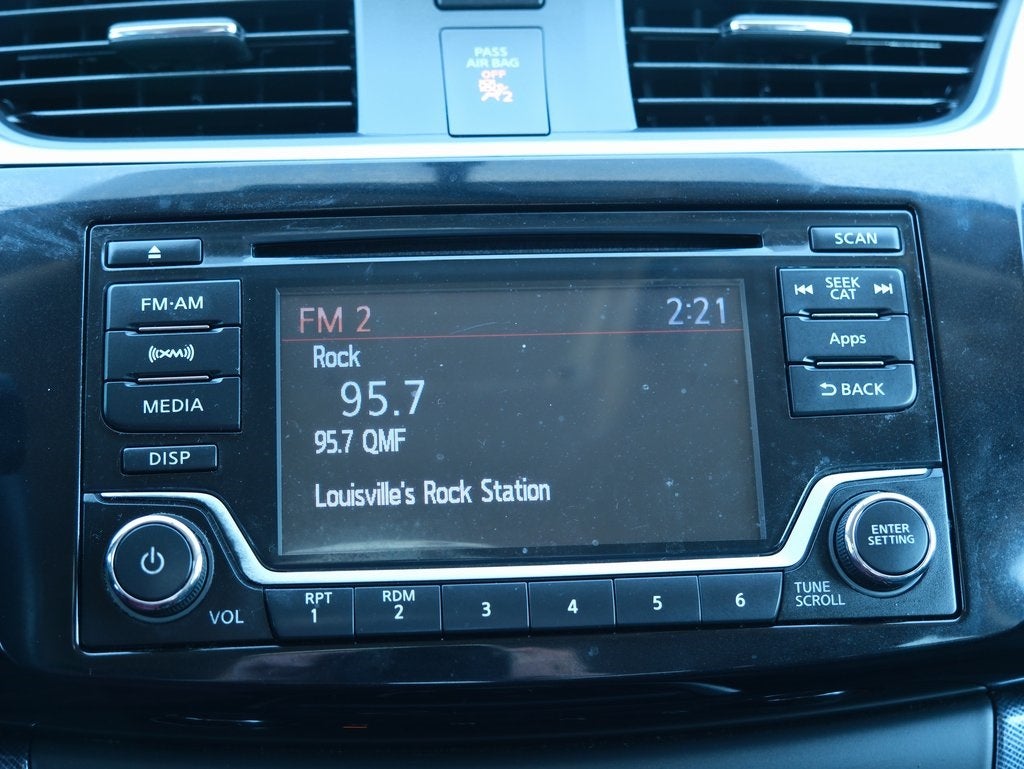 PASS
AIR BAG
OFF
2
SCAN
FM·AM
XM
MEDIA
DISP
FM 2 2:21
Rock
95.7
95.7 QMF
Louisville's Rock Station
SEEK
CAT
Apps
BACK
VOL
RPT
1
RDM
2
3
4
5
6
ENTER
SETTING
TUNE
SCROLL